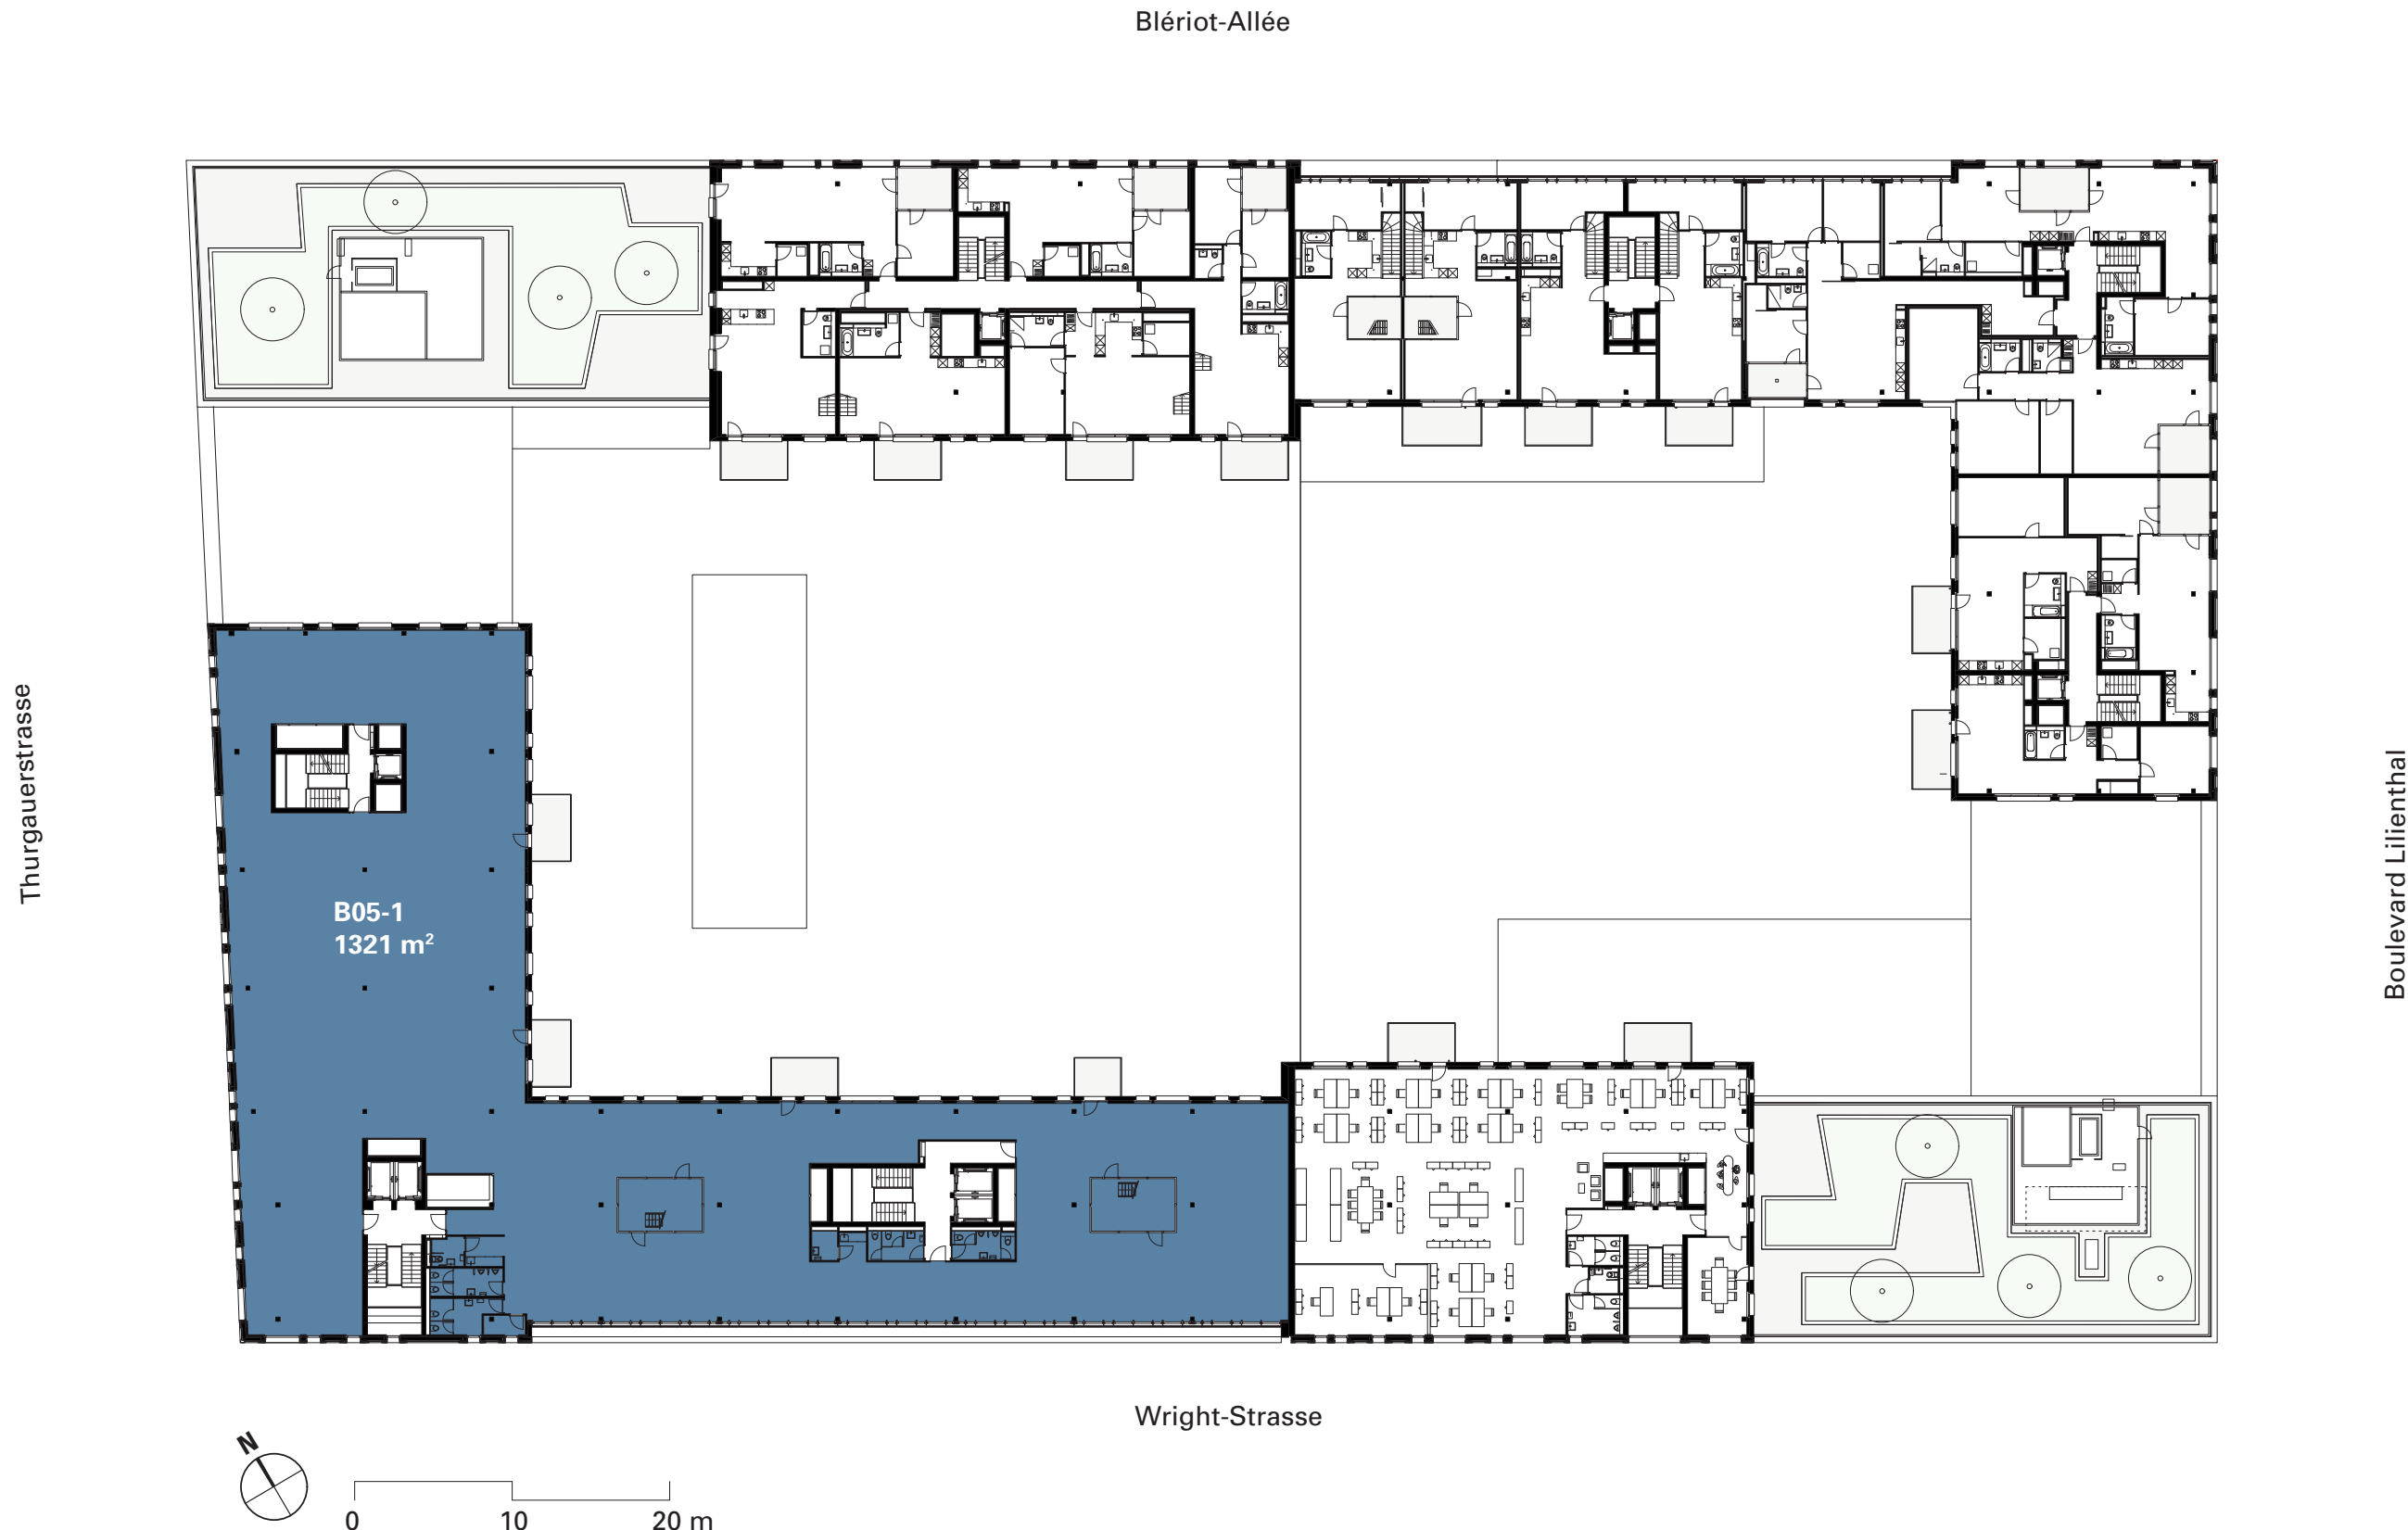 Blériot-Allée
Thurgauerstrasse
B05-1
1321 m²
Boulevard Lilienthal
Wright-Strasse
N
0 10 20 m